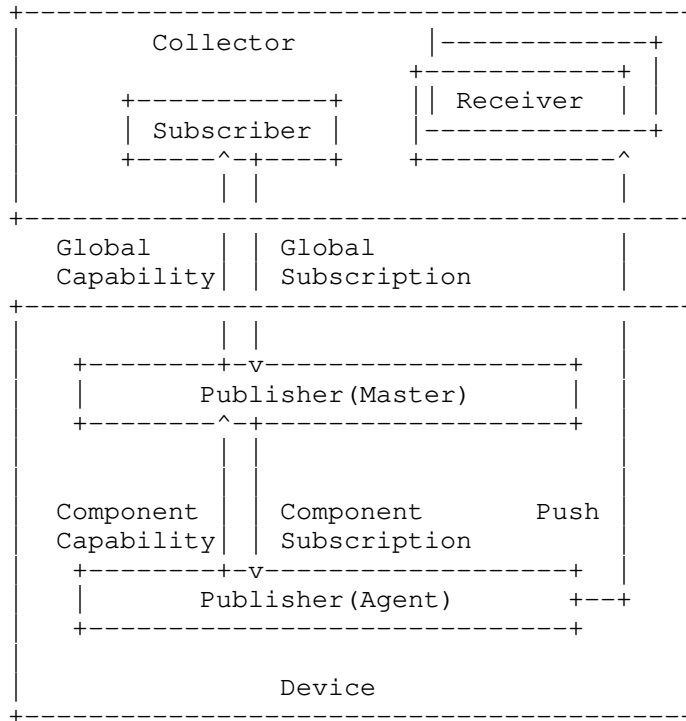 Collector
Receiver
Subscriber
Global Global
Capability Subscription
Publisher(Master)
Component Component Push
Capability Subscription
Publisher(Agent)
Device